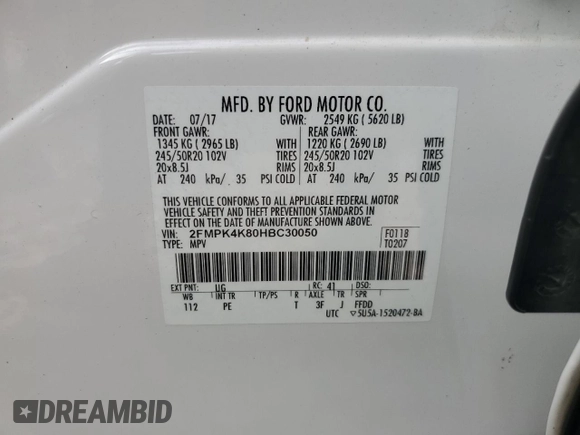 MFD. BY FORD MOTOR CO.
DATE: 07/17 GVWR: 2549 KG ( 5620 LB)
FRONT GAWR: REAR GAWR:
1345 KG ( 2965 LB) 1220 KG ( 2690 LB)
245/50R20 102V TIRES 245/50R20 102V TIRES
20x8.5J RIMS 20x8.5J RIMS
AT 240 kPa/ 35 PSI COLD AT 240 kPa/ 35 PSI COLD
THIS VEHICLE CONFORMS TO ALL APPLICABLE FEDERAL MOTOR
VEHICLE SAFETY AND THEFT PREVENTION STANDARDS IN
EFFECT ON THE DATE OF MANUFACTURE SHOWN ABOVE.
VIN: 2FMPK4K80HBC30050 F0118
TYPE: MPV T0207
EXT PNT: UG RC: 41 DSO:
WB INT TR TP/PS R AXLE TR SPR
112 PE T 3F J FFDD
UTC ▽5U5A-1520472-BA
DREAMBID